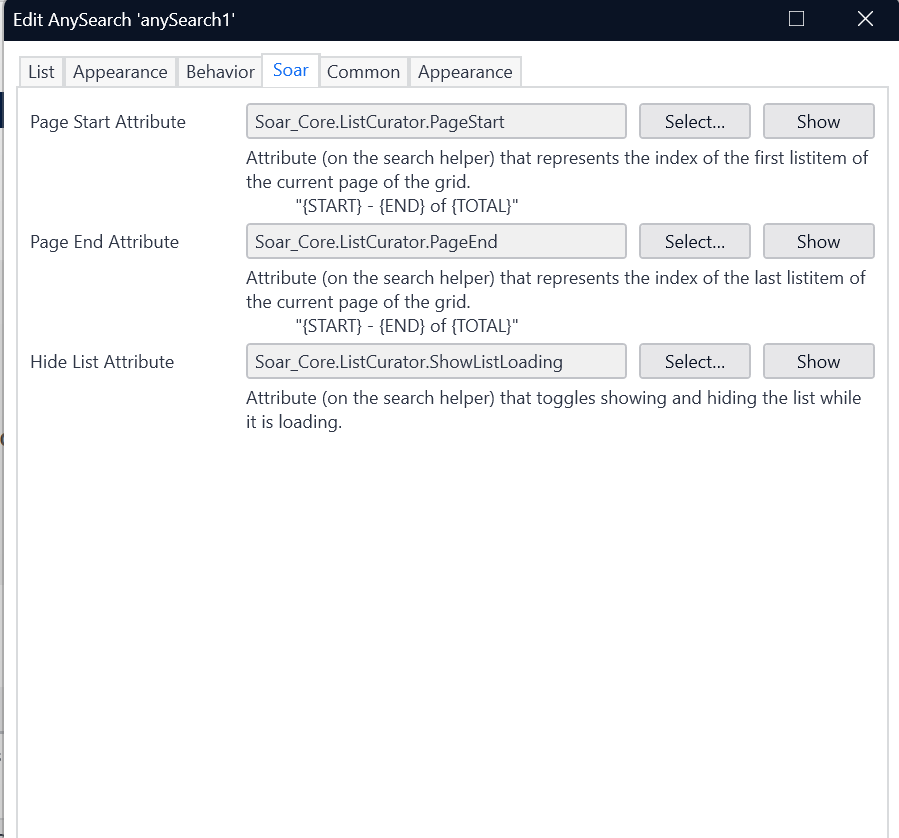 Edit AnySearch 'anySearch1'
List Appearance Behavior Soar Common Appearance
Page Start Attribute Soar_Core.ListCurator.PageStart Select... Show
Attribute (on the search helper) that represents the index of the first listitem of
the current page of the grid.
"{START} - {END} of {TOTAL}"
Page End Attribute Soar_Core.ListCurator.PageEnd Select... Show
Attribute (on the search helper) that represents the index of the last listitem of
the current page of the grid.
"{START} - {END} of {TOTAL}"
Hide List Attribute Soar_Core.ListCurator.ShowListLoading Select... Show
Attribute (on the search helper) that toggles showing and hiding the list while
it is loading.